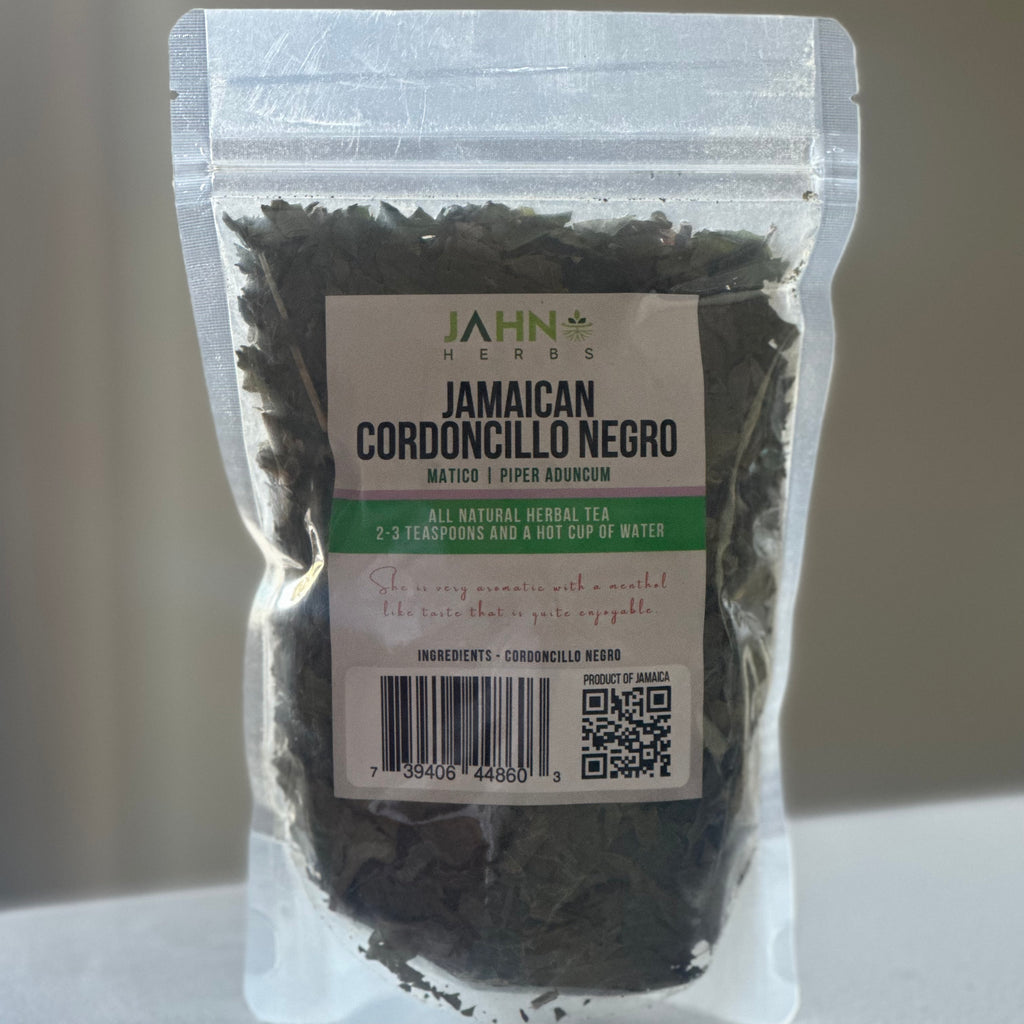 JAHN
HERBS
JAMAICAN
CORDONCILLO NEGRO
MATICO | PIPER ADUNCUM
ALL NATURAL HERBAL TEA
2-3 TEASPOONS AND A HOT CUP OF WATER
She is very aromatic with a menthol
like taste that is quite enjoyable.
INGREDIENTS - CORDONCILLO NEGRO
PRODUCT OF JAMAICA
7 39406 44860 3